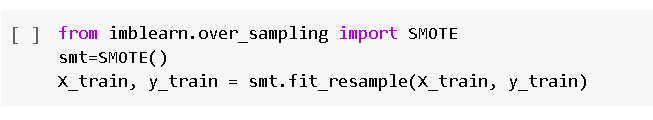 [ ] from imblearn.over_sampling import SMOTE
smt=SMOTE()
X_train, y_train = smt.fit_resample(X_train, y_train)